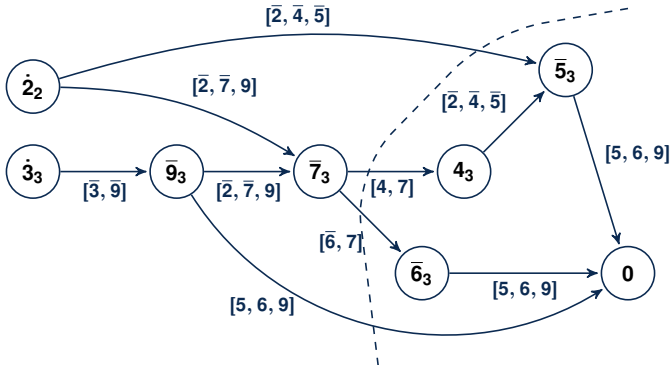 [2̅, 4̅, 5̅]
5̅₃
2̇₂
[2̅, 7̅, 9]
[2̅, 4̅, 5̅]
3̇₃
[3̅, 9̅]
9̅₃
[2̅, 7̅, 9]
7̅₃
[4, 7]
4₃
[5, 6, 9]
[6̅, 7]
6̅₃
[5, 6, 9]
0
[5, 6, 9]